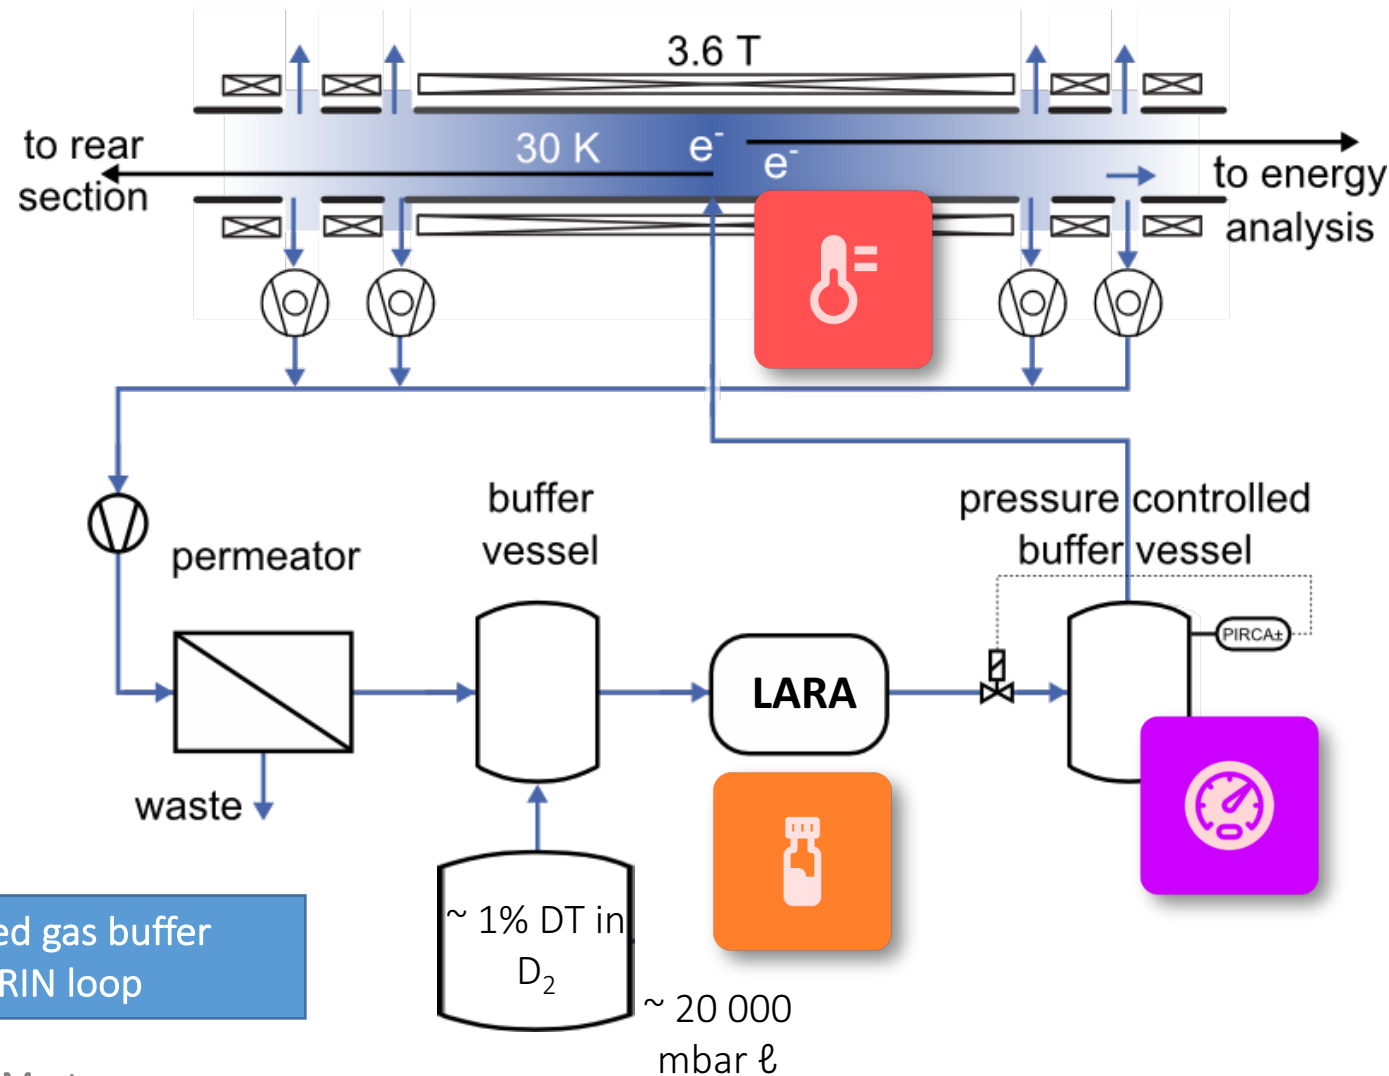 3.6 T
to rear
section
30 K
e-
e-
to energy
analysis
permeator
buffer
vessel
pressure controlled
buffer vessel
PIRCA±
LARA
waste
~ 1% DT in
D2
~ 20 000
mbar ℓ
ed gas buffer
RIN loop